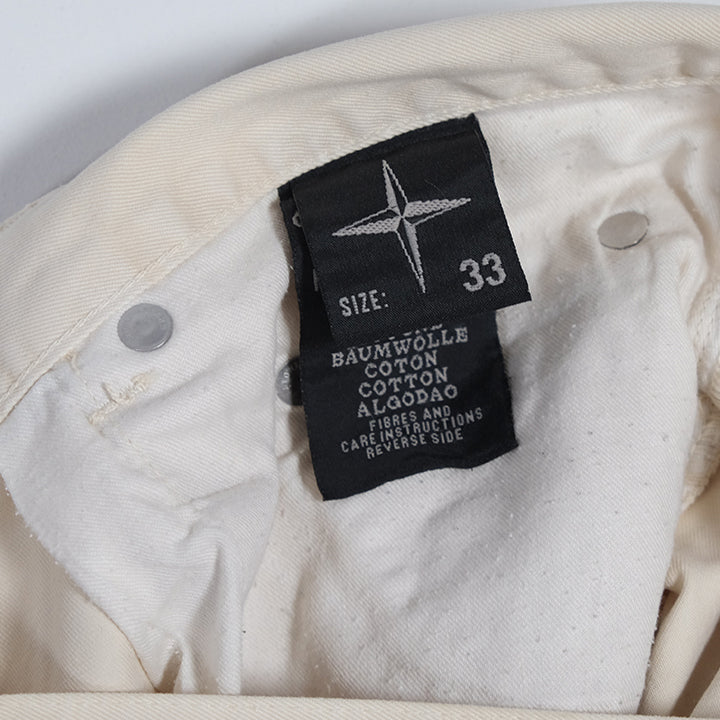 SIZE: 33
BAUMWOLLE
COTON
COTTON
ALGODAO
FIBRES AND
CARE INSTRUCTIONS
REVERSE SIDE